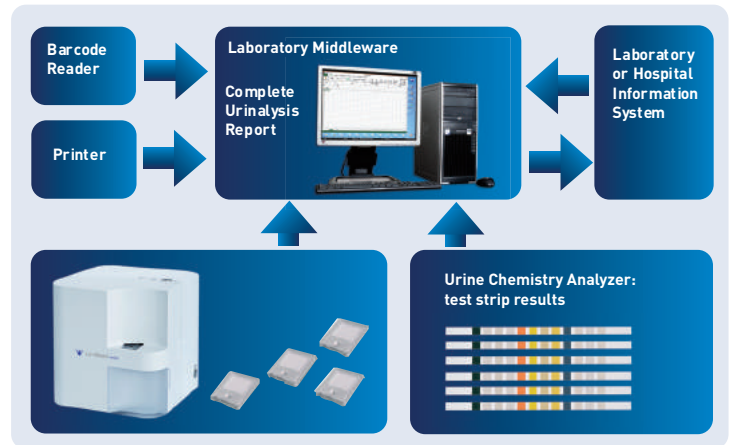 Barcode
Reader
Printer
Laboratory Middleware
Complete
Urinalysis
Report
Laboratory
or Hospital
Information
System
Urine Chemistry Analyzer:
test strip results